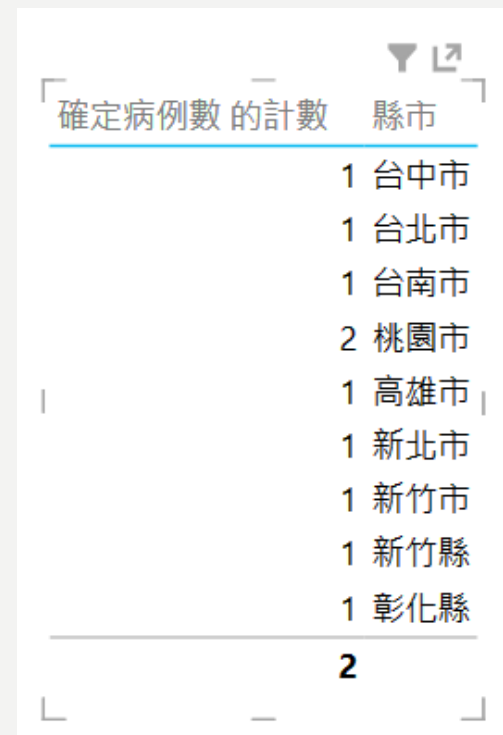 確定病例數 的計數 縣市
1 台中市
1 台北市
1 台南市
2 桃園市
1 高雄市
1 新北市
1 新竹市
1 新竹縣
1 彰化縣
2